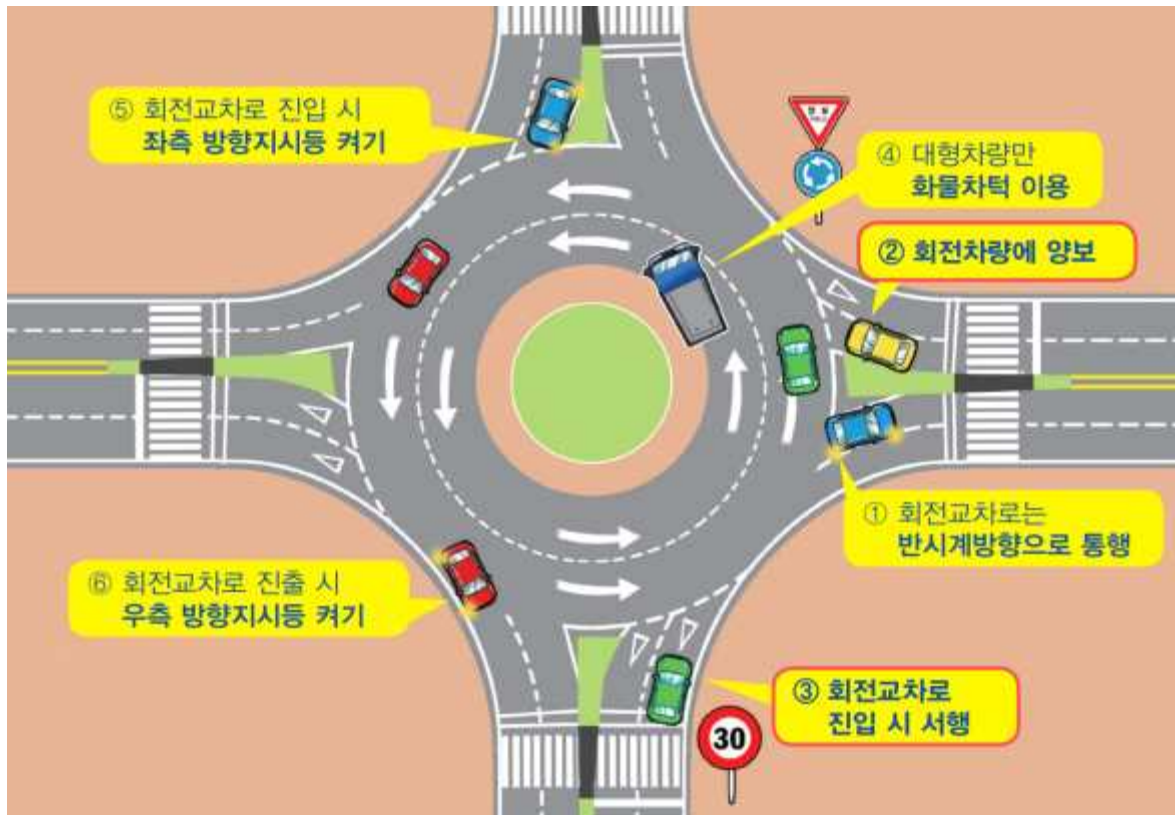 ⑤ 회전교차로 진입 시
좌측 방향지시등 켜기
④ 대형차량만
화물차턱 이용
② 회전차량에 양보
① 회전교차로는
반시계방향으로 통행
⑥ 회전교차로 진출 시
우측 방향지시등 켜기
③ 회전교차로
진입 시 서행
30